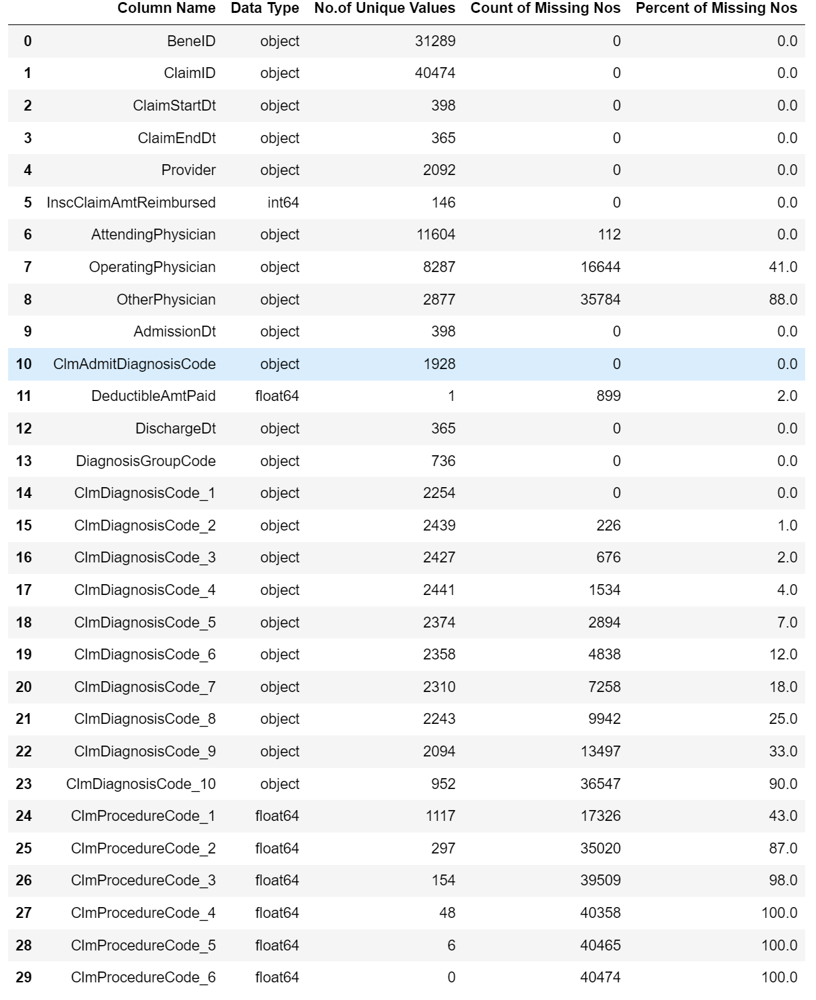 Column Name Data Type No.of Unique Values Count of Missing Nos Percent of Missing Nos
0 BeneID object 31289 0 0.0
1 ClaimID object 40474 0 0.0
2 ClaimStartDt object 398 0 0.0
3 ClaimEndDt object 365 0 0.0
4 Provider object 2092 0 0.0
5 InscClaimAmtReimbursed int64 146 0 0.0
6 AttendingPhysician object 11604 112 0.0
7 OperatingPhysician object 8287 16644 41.0
8 OtherPhysician object 2877 35784 88.0
9 AdmissionDt object 398 0 0.0
10 ClmAdmitDiagnosisCode object 1928 0 0.0
11 DeductibleAmtPaid float64 1 899 2.0
12 DischargeDt object 365 0 0.0
13 DiagnosisGroupCode object 736 0 0.0
14 ClmDiagnosisCode_1 object 2254 0 0.0
15 ClmDiagnosisCode_2 object 2439 226 1.0
16 ClmDiagnosisCode_3 object 2427 676 2.0
17 ClmDiagnosisCode_4 object 2441 1534 4.0
18 ClmDiagnosisCode_5 object 2374 2894 7.0
19 ClmDiagnosisCode_6 object 2358 4838 12.0
20 ClmDiagnosisCode_7 object 2310 7258 18.0
21 ClmDiagnosisCode_8 object 2243 9942 25.0
22 ClmDiagnosisCode_9 object 2094 13497 33.0
23 ClmDiagnosisCode_10 object 952 36547 90.0
24 ClmProcedureCode_1 float64 1117 17326 43.0
25 ClmProcedureCode_2 float64 297 35020 87.0
26 ClmProcedureCode_3 float64 154 39509 98.0
27 ClmProcedureCode_4 float64 48 40358 100.0
28 ClmProcedureCode_5 float64 6 40465 100.0
29 ClmProcedureCode_6 float64 0 40474 100.0